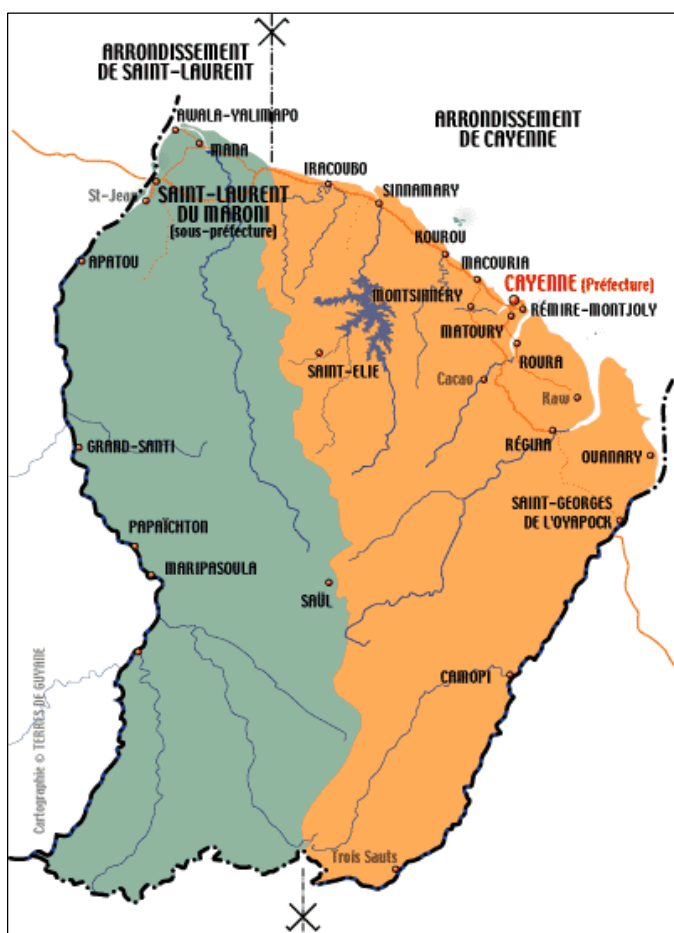 ARRONDISSEMENT
DE SAINT-LAURENT
ARRONDISSEMENT
DE CAYENNE
AWALA-YALIMAPO
MANA
IRACOUBO
SINNAMARY
St-Jean
SAINT-LAURENT
DU MARONI
(sous-préfecture)
KOUROU
APATOU
MACOURIA
CAYENNE (Préfecture)
MONTSINNÉRY
RÉMIRE-MONTJOLY
MATOURY
ROURA
SAINT-ELIE
Cacao
Kaw
GRAND-SANTI
RÉGINA
OUANARY
SAINT-GEORGES
DE L'OYAPOCK
PAPAÏCHTON
MARIPASOULA
SAÜL
CAMOPI
Trois Sauts
Cartographie © TERRES DE GUYANE